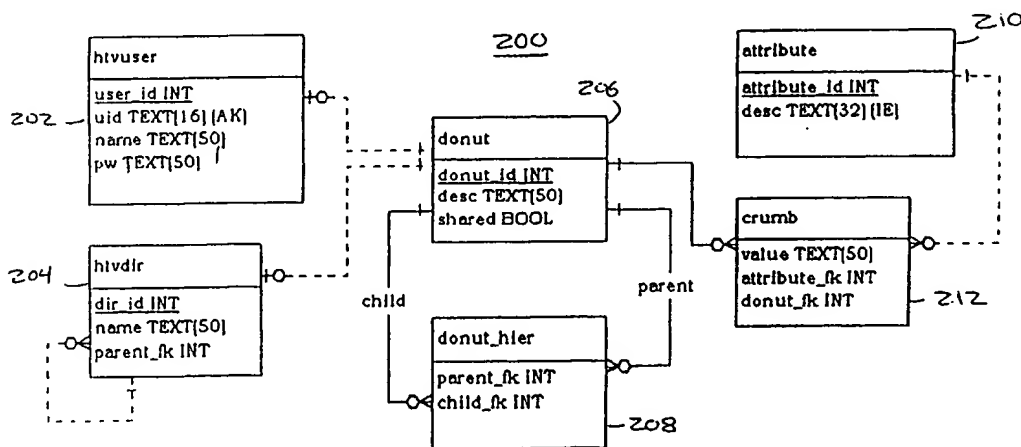 200
htvuser
user_id INT
uid TEXT[16] [AK]
name TEXT[50]
pw TEXT[50]
202
htvdir
dir_id INT
name TEXT[50]
parent_fk INT
204
donut
donut_id INT
desc TEXT[50]
shared BOOL
206
child
parent
donut_hier
parent_fk INT
child_fk INT
208
attribute
attribute_id INT
desc TEXT[32] [IE]
210
crumb
value TEXT[50]
attribute_fk INT
donut_fk INT
212